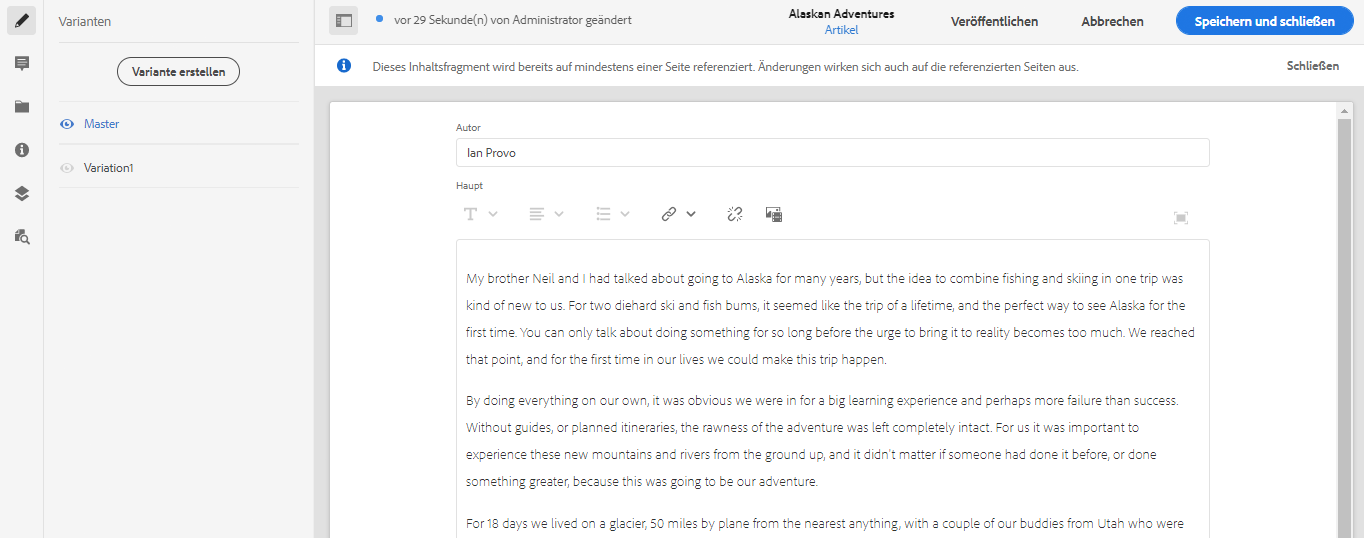 Varianten
Variante erstellen
Master
Variation1
vor 29 Sekunde(n) von Administrator geändert
Alaskan Adventures
Artikel
Veröffentlichen
Abbrechen
Speichern und schließen
Dieses Inhaltsfragment wird bereits auf mindestens einer Seite referenziert. Änderungen wirken sich auch auf die referenzierten Seiten aus.
Schließen
Autor
Ian Provo
Haupt
My brother Neil and I had talked about going to Alaska for many years, but the idea to combine fishing and skiing in one trip was
kind of new to us. For two diehard ski and fish bums, it seemed like the trip of a lifetime, and the perfect way to see Alaska for the
first time. You can only talk about doing something for so long before the urge to bring it to reality becomes too much. We reached
that point, and for the first time in our lives we could make this trip happen.
By doing everything on our own, it was obvious we were in for a big learning experience and perhaps more failure than success.
Without guides, or planned itineraries, the rawness of the adventure was left completely intact. For us it was important to
experience these new mountains and rivers from the ground up, and it didn't matter if someone had done it before, or done
something greater, because this was going to be our adventure.
For 18 days we lived on a glacier, 50 miles by plane from the nearest anything, with a couple of our buddies from Utah who were